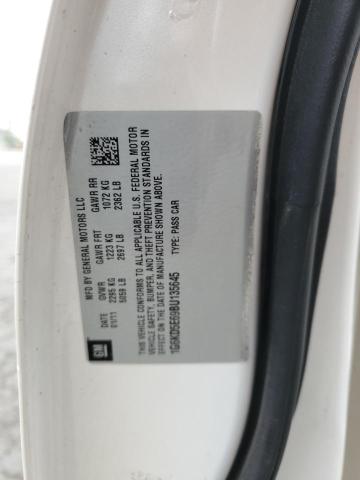 GM
MFD BY GENERAL MOTORS LLC
DATE GVWR GAWR FRT GAWR RR
01/11 2295 KG 1223 KG 1072 KG
5059 LB 2697 LB 2362 LB
THIS VEHICLE CONFORMS TO ALL APPLICABLE U.S. FEDERAL MOTOR
VEHICLE SAFETY, BUMPER, AND THEFT PREVENTION STANDARDS IN
EFFECT ON THE DATE OF MANUFACTURE SHOWN ABOVE.
1G6KD5E69BU135645 TYPE: PASS CAR